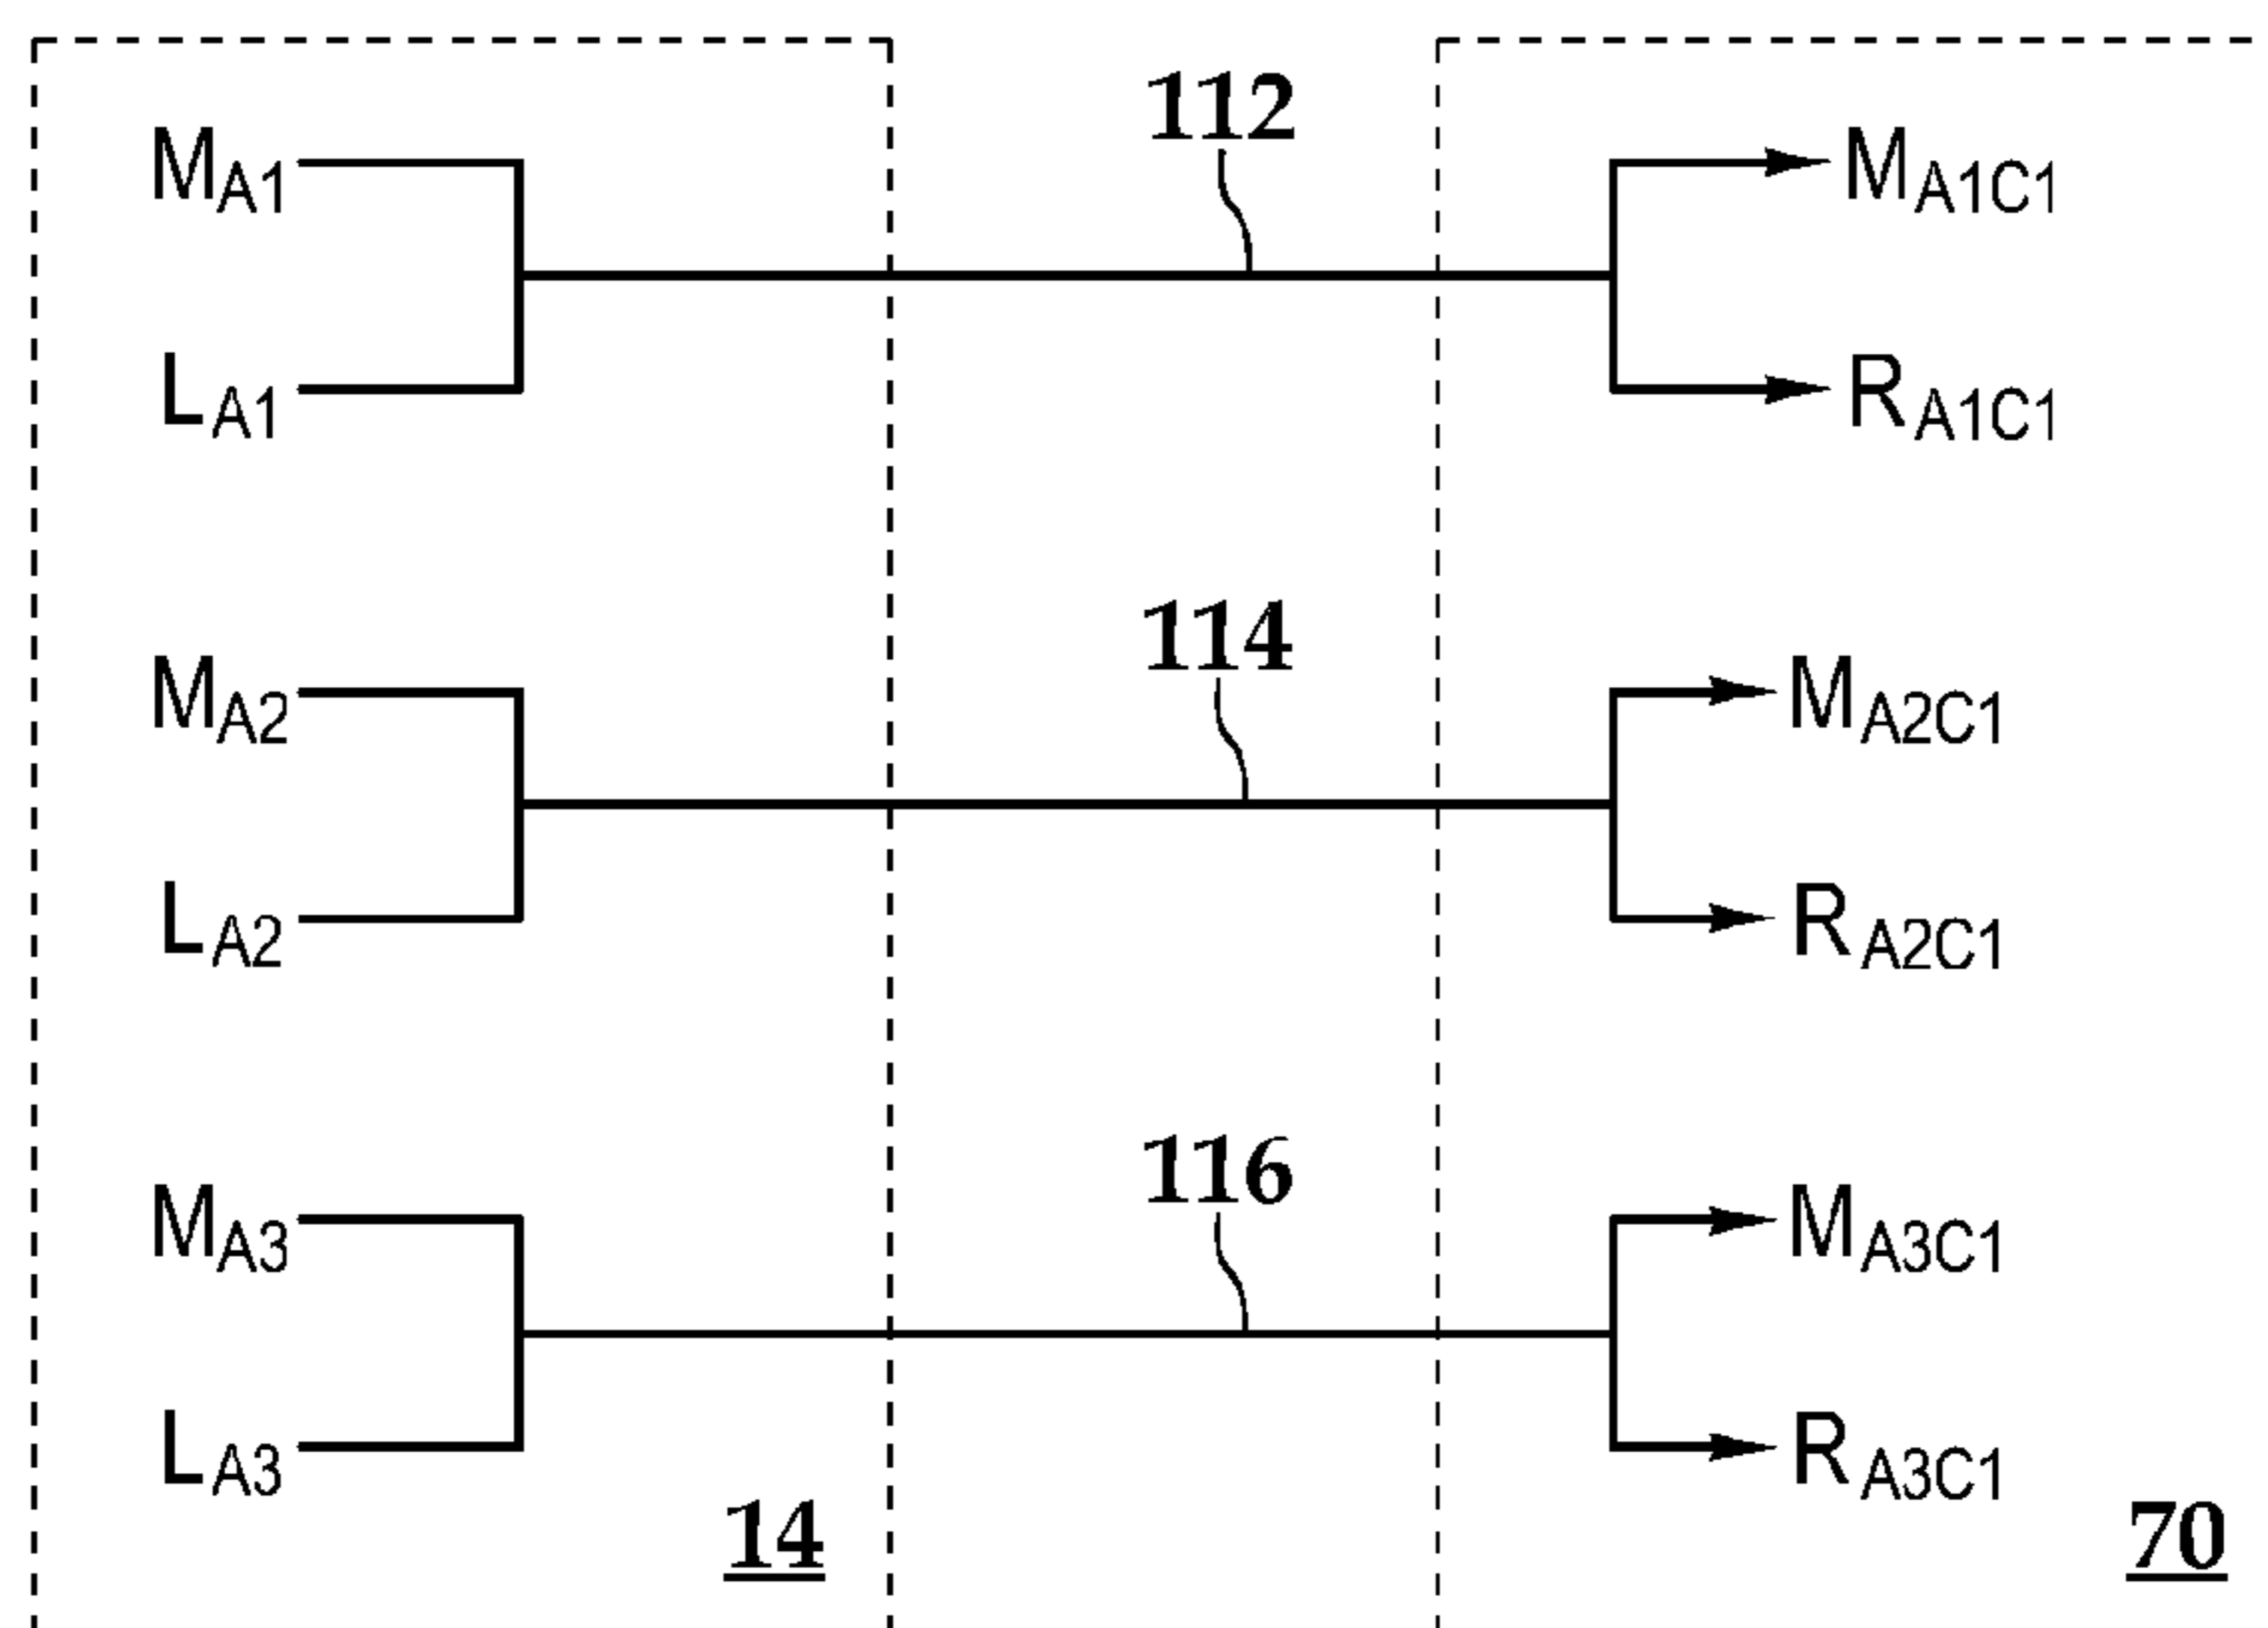 112
M_A1 M_A1C1
L_A1 R_A1C1
114
M_A2 M_A2C1
L_A2 R_A2C1
116
M_A3 M_A3C1
L_A3 R_A3C1
14 70